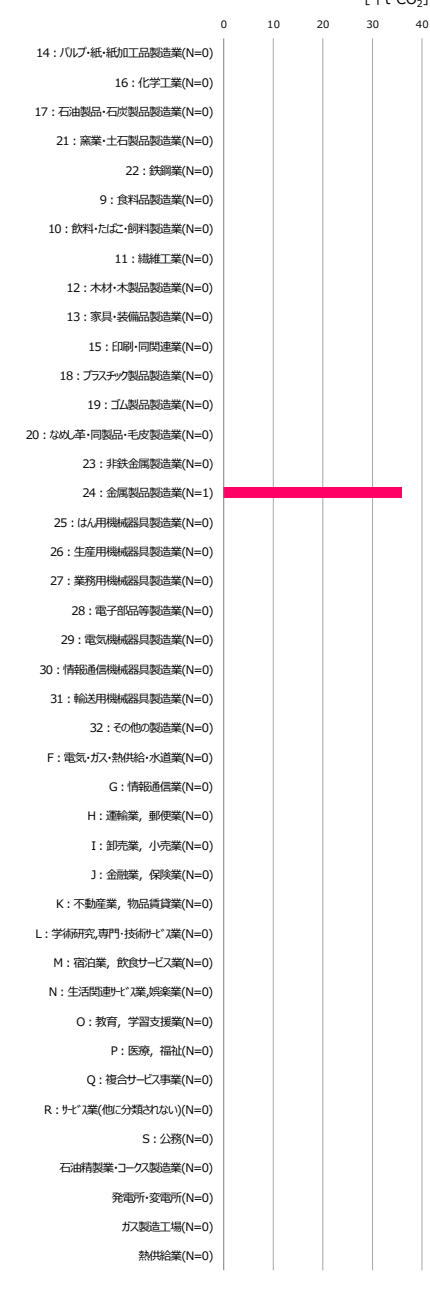 [千t-CO2]
0 10 20 30 40
14：パルプ・紙・紙加工品製造業(N=0)
16：化学工業(N=0)
17：石油製品・石炭製品製造業(N=0)
21：窯業・土石製品製造業(N=0)
22：鉄鋼業(N=0)
9：食料品製造業(N=0)
10：飲料・たばこ・飼料製造業(N=0)
11：繊維工業(N=0)
12：木材・木製品製造業(N=0)
13：家具・装備品製造業(N=0)
15：印刷・同関連業(N=0)
18：プラスチック製品製造業(N=0)
19：ゴム製品製造業(N=0)
20：なめし革・同製品・毛皮製造業(N=0)
23：非鉄金属製造業(N=0)
24：金属製品製造業(N=1)
25：はん用機械器具製造業(N=0)
26：生産用機械器具製造業(N=0)
27：業務用機械器具製造業(N=0)
28：電子部品等製造業(N=0)
29：電気機械器具製造業(N=0)
30：情報通信機械器具製造業(N=0)
31：輸送用機械器具製造業(N=0)
32：その他の製造業(N=0)
F：電気・ガス・熱供給・水道業(N=0)
G：情報通信業(N=0)
H：運輸業，郵便業(N=0)
I：卸売業，小売業(N=0)
J：金融業，保険業(N=0)
K：不動産業，物品賃貸業(N=0)
L：学術研究,専門・技術ｻｰﾋﾞｽ業(N=0)
M：宿泊業，飲食サービス業(N=0)
N：生活関連ｻｰﾋﾞｽ業,娯楽業(N=0)
O：教育，学習支援業(N=0)
P：医療，福祉(N=0)
Q：複合サービス事業(N=0)
R：ｻｰﾋﾞｽ業(他に分類されない)(N=0)
S：公務(N=0)
石油精製業・コークス製造業(N=0)
発電所・変電所(N=0)
ガス製造工場(N=0)
熱供給業(N=0)